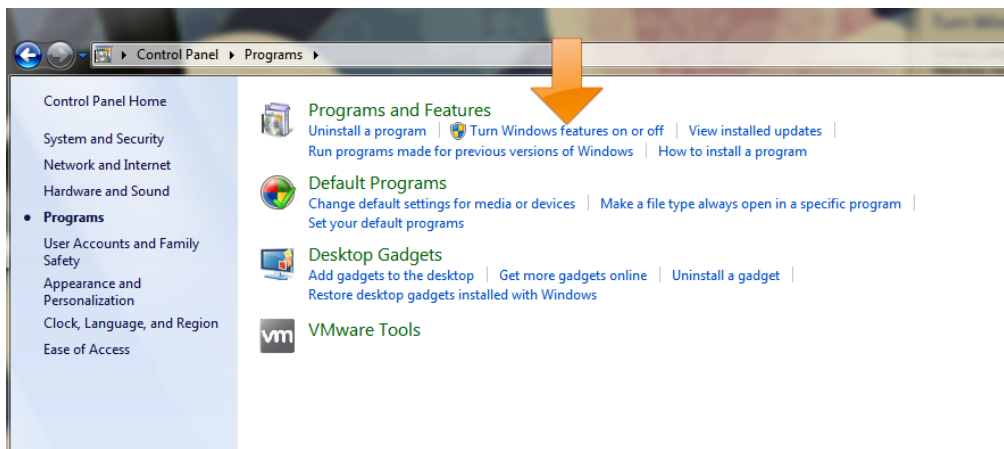 Control Panel Programs
Control Panel Home
System and Security
Network and Internet
Hardware and Sound
Programs
User Accounts and Family
Safety
Appearance and
Personalization
Clock, Language, and Region
Ease of Access
Programs and Features
Uninstall a program Turn Windows features on or off View installed updates
Run programs made for previous versions of Windows How to install a program
Default Programs
Change default settings for media or devices Make a file type always open in a specific program
Set your default programs
Desktop Gadgets
Add gadgets to the desktop Get more gadgets online Uninstall a gadget
Restore desktop gadgets installed with Windows
vm VMware Tools